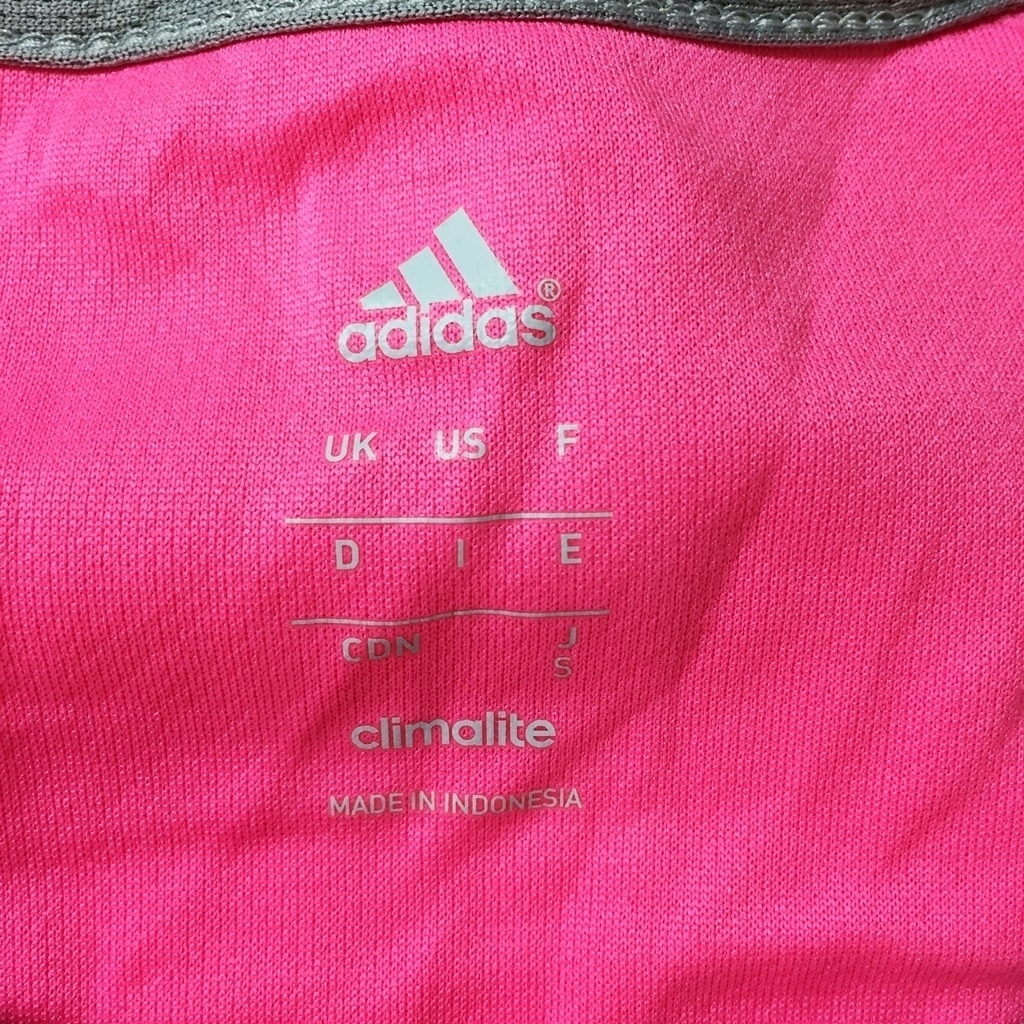 adidas®
UK US F
D I E
CDN J
S
climalite
MADE IN INDONESIA